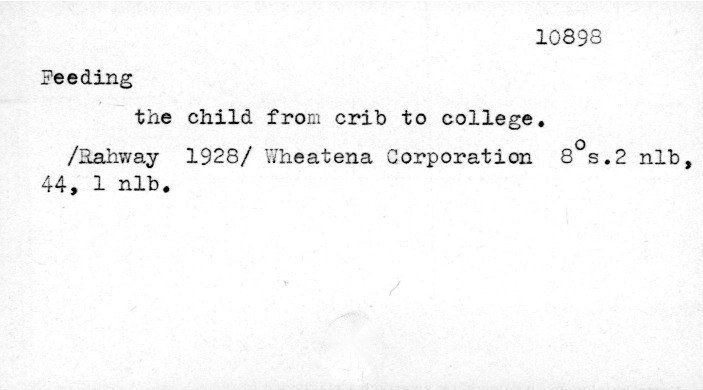 10898
Feeding
the child from crib to college.
/Rahway 1928/ Wheatena Corporation 8°s.2 nlb,
44, 1 nlb.